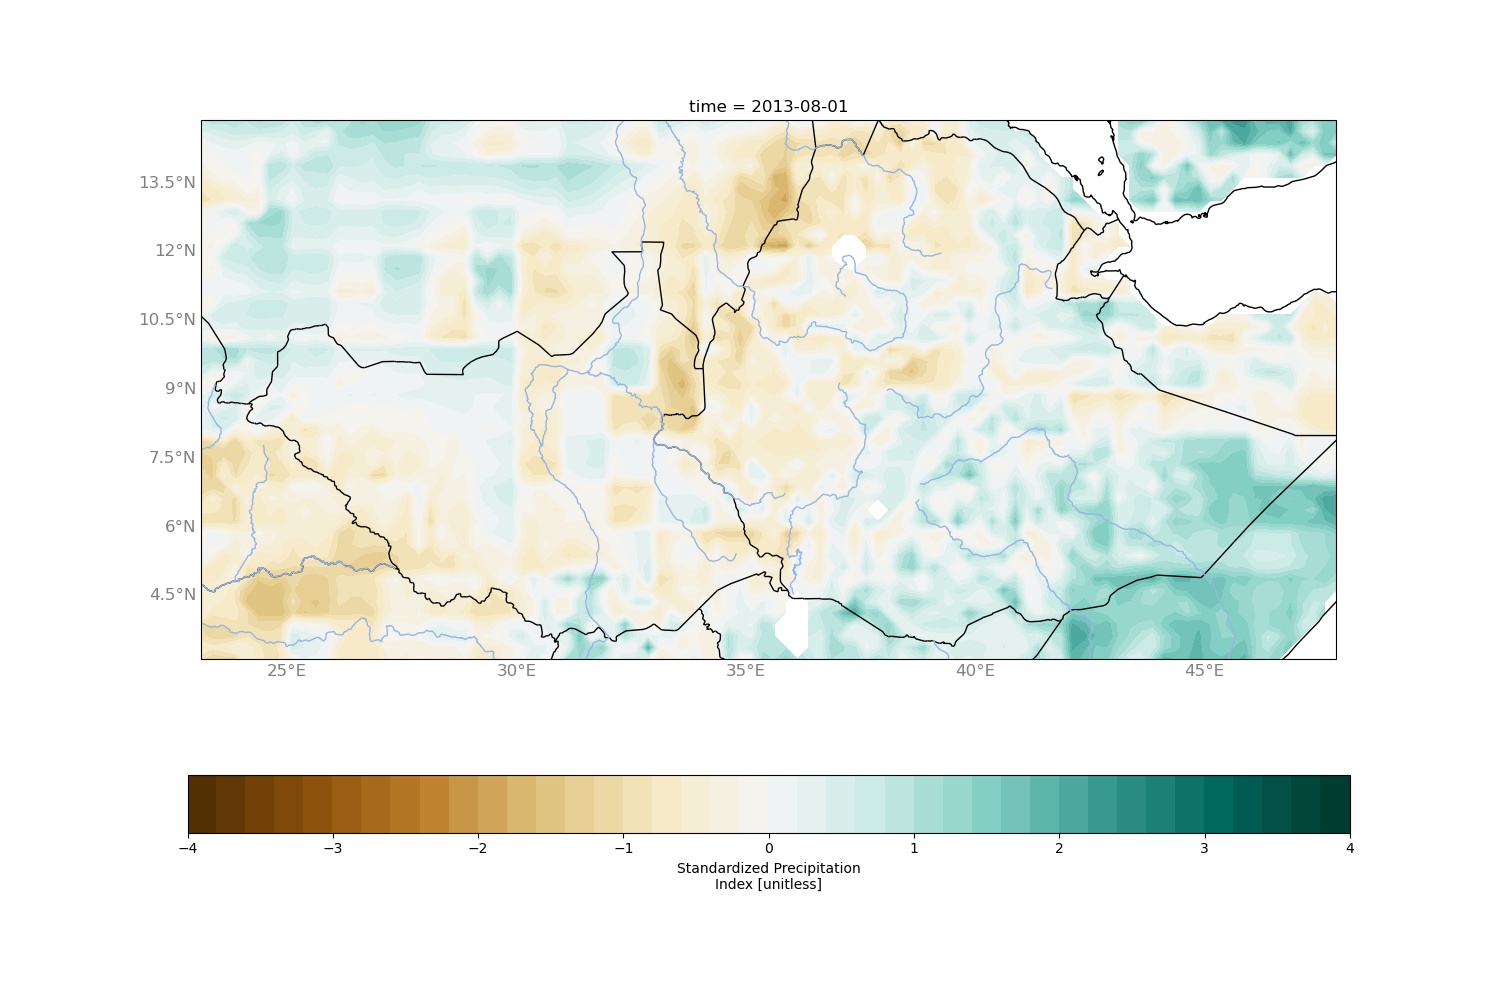 time = 2013-08-01
13.5°N
12°N
10.5°N
9°N
7.5°N
6°N
4.5°N
25°E 30°E 35°E 40°E 45°E
−4 −3 −2 −1 0 1 2 3 4
Standardized Precipitation
Index [unitless]